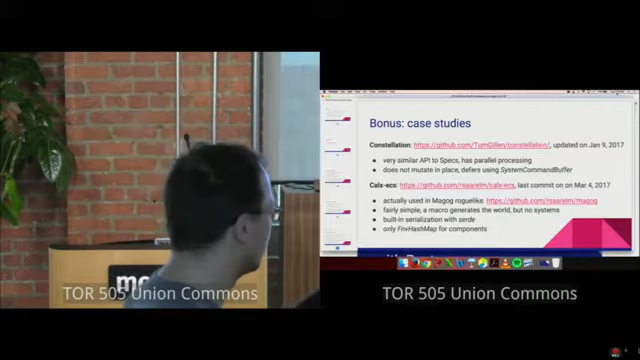 Bonus: case studies
Constellation: https://github.com/TomGillen/constellation/, updated on Jan 9, 2017
very similar API to Specs, has parallel processing
does not mutate in place, defers using SystemCommandBuffer
Calx-ecs: https://github.com/rsaarelm/calx-ecs, last commit on Mar 4, 2017
actually used in Magog roguelike: https://github.com/rsaarelm/magog
fairly simple, a macro generates the world, but no systems
built-in serialization with serde
only FnvHashMap for components
TOR 505 Union Commons
TOR 505 Union Commons